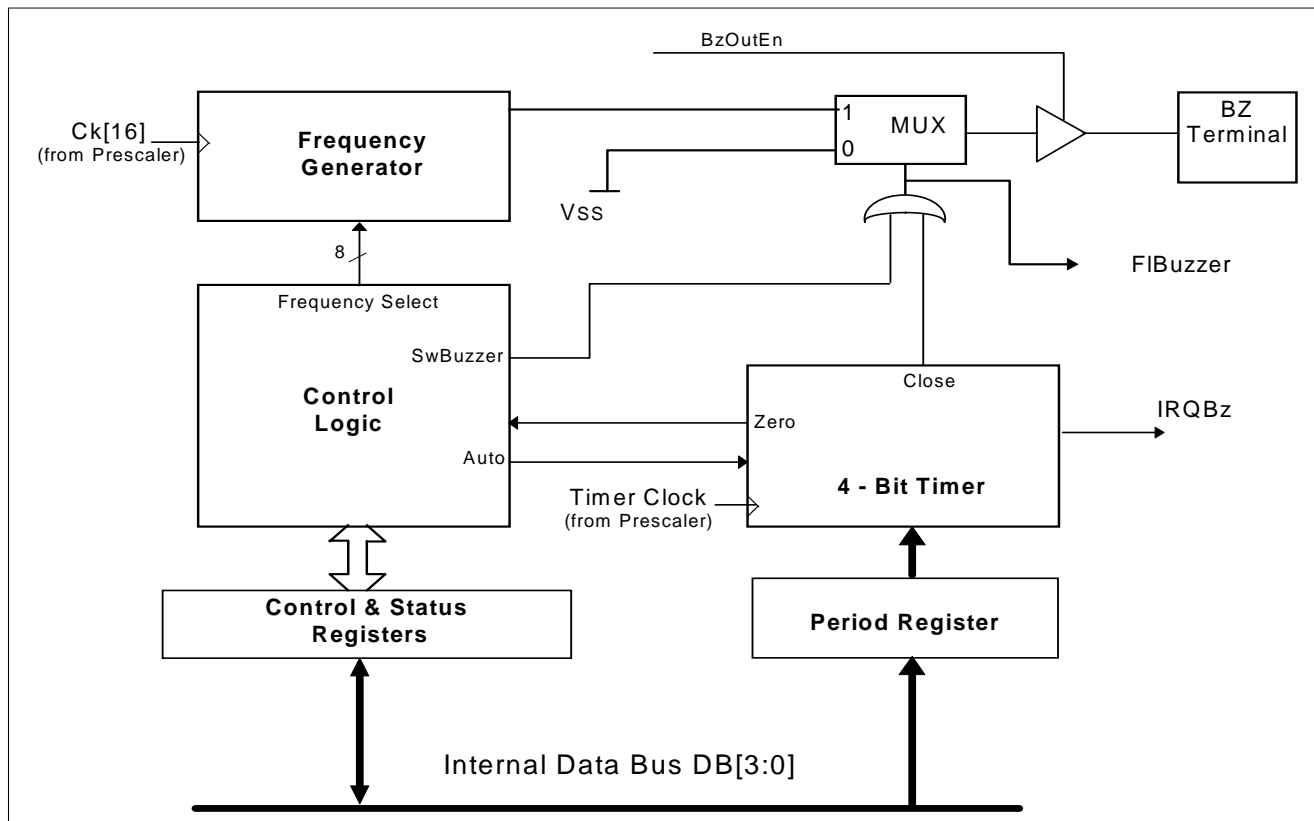 BzOutEn
Ck[16]
(from Prescaler)
Frequency
Generator
1
0
MUX
BZ
Terminal
Vss
8
FlBuzzer
Frequency Select
SwBuzzer
Control
Logic
Auto
Close
Zero
4 - Bit Timer
IRQBz
Timer Clock
(from Prescaler)
Control & Status
Registers
Period Register
Internal Data Bus DB[3:0]